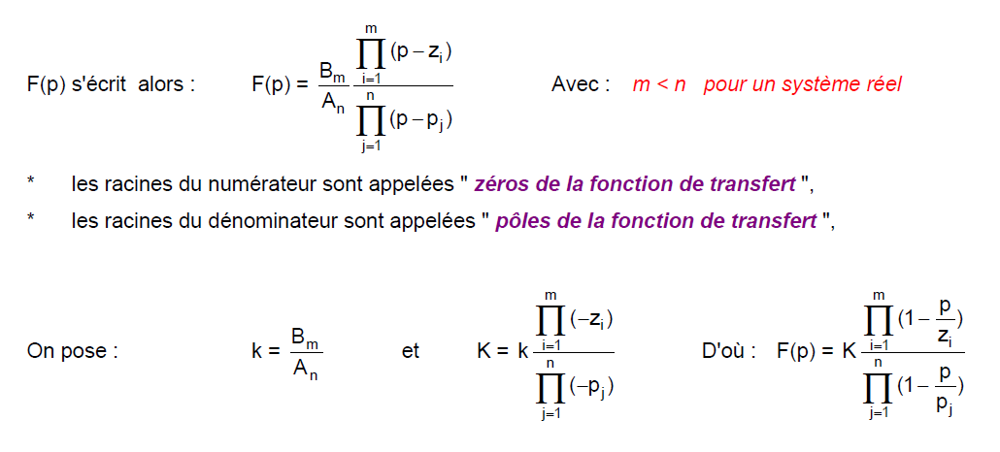 F(p) s'écrit alors : F(p) = \frac{B_m}{A_n} \frac{\prod_{i=1}^{m} (p - z_i)}{\prod_{j=1}^{n} (p - p_j)} Avec : m < n pour un système réel
* les racines du numérateur sont appelées " zéros de la fonction de transfert ",
* les racines du dénominateur sont appelées " pôles de la fonction de transfert ",
On pose : k = \frac{B_m}{A_n} et K = k \frac{\prod_{i=1}^{m} (-z_i)}{\prod_{j=1}^{n} (-p_j)} D'où : F(p) = K \frac{\prod_{i=1}^{m} (1 - \frac{p}{z_i})}{\prod_{j=1}^{n} (1 - \frac{p}{p_j})}